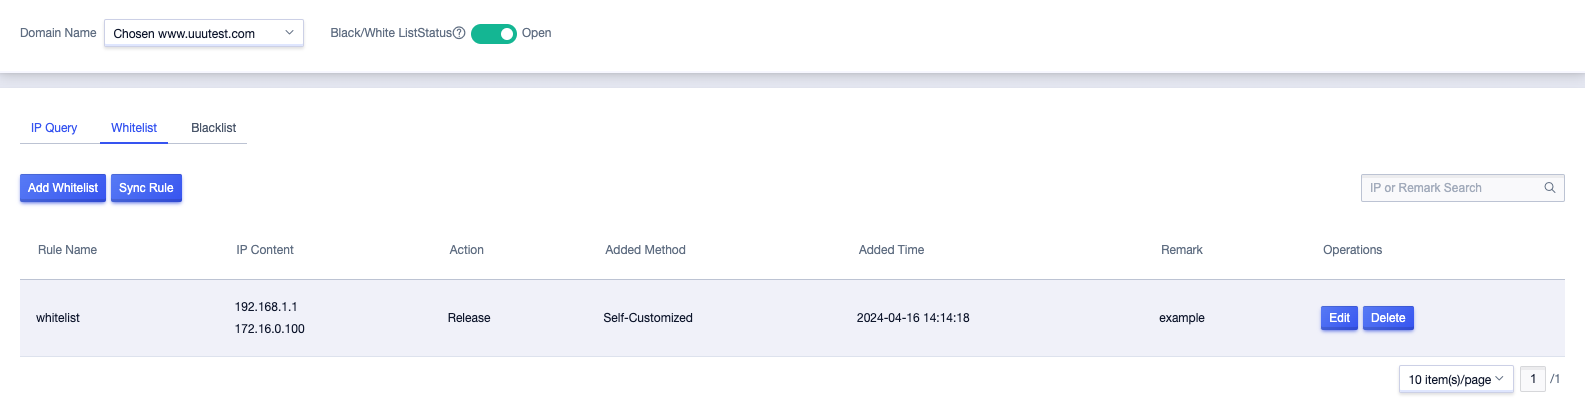 Domain Name Chosen www.uuutest.com Black/White ListStatus Open
IP Query Whitelist Blacklist
Add Whitelist Sync Rule IP or Remark Search
Rule Name IP Content Action Added Method Added Time Remark Operations
192.168.1.1
whitelist Release Self-Customized 2024-04-16 14:14:18 example Edit Delete
172.16.0.100
10 item(s)/page 1 /1